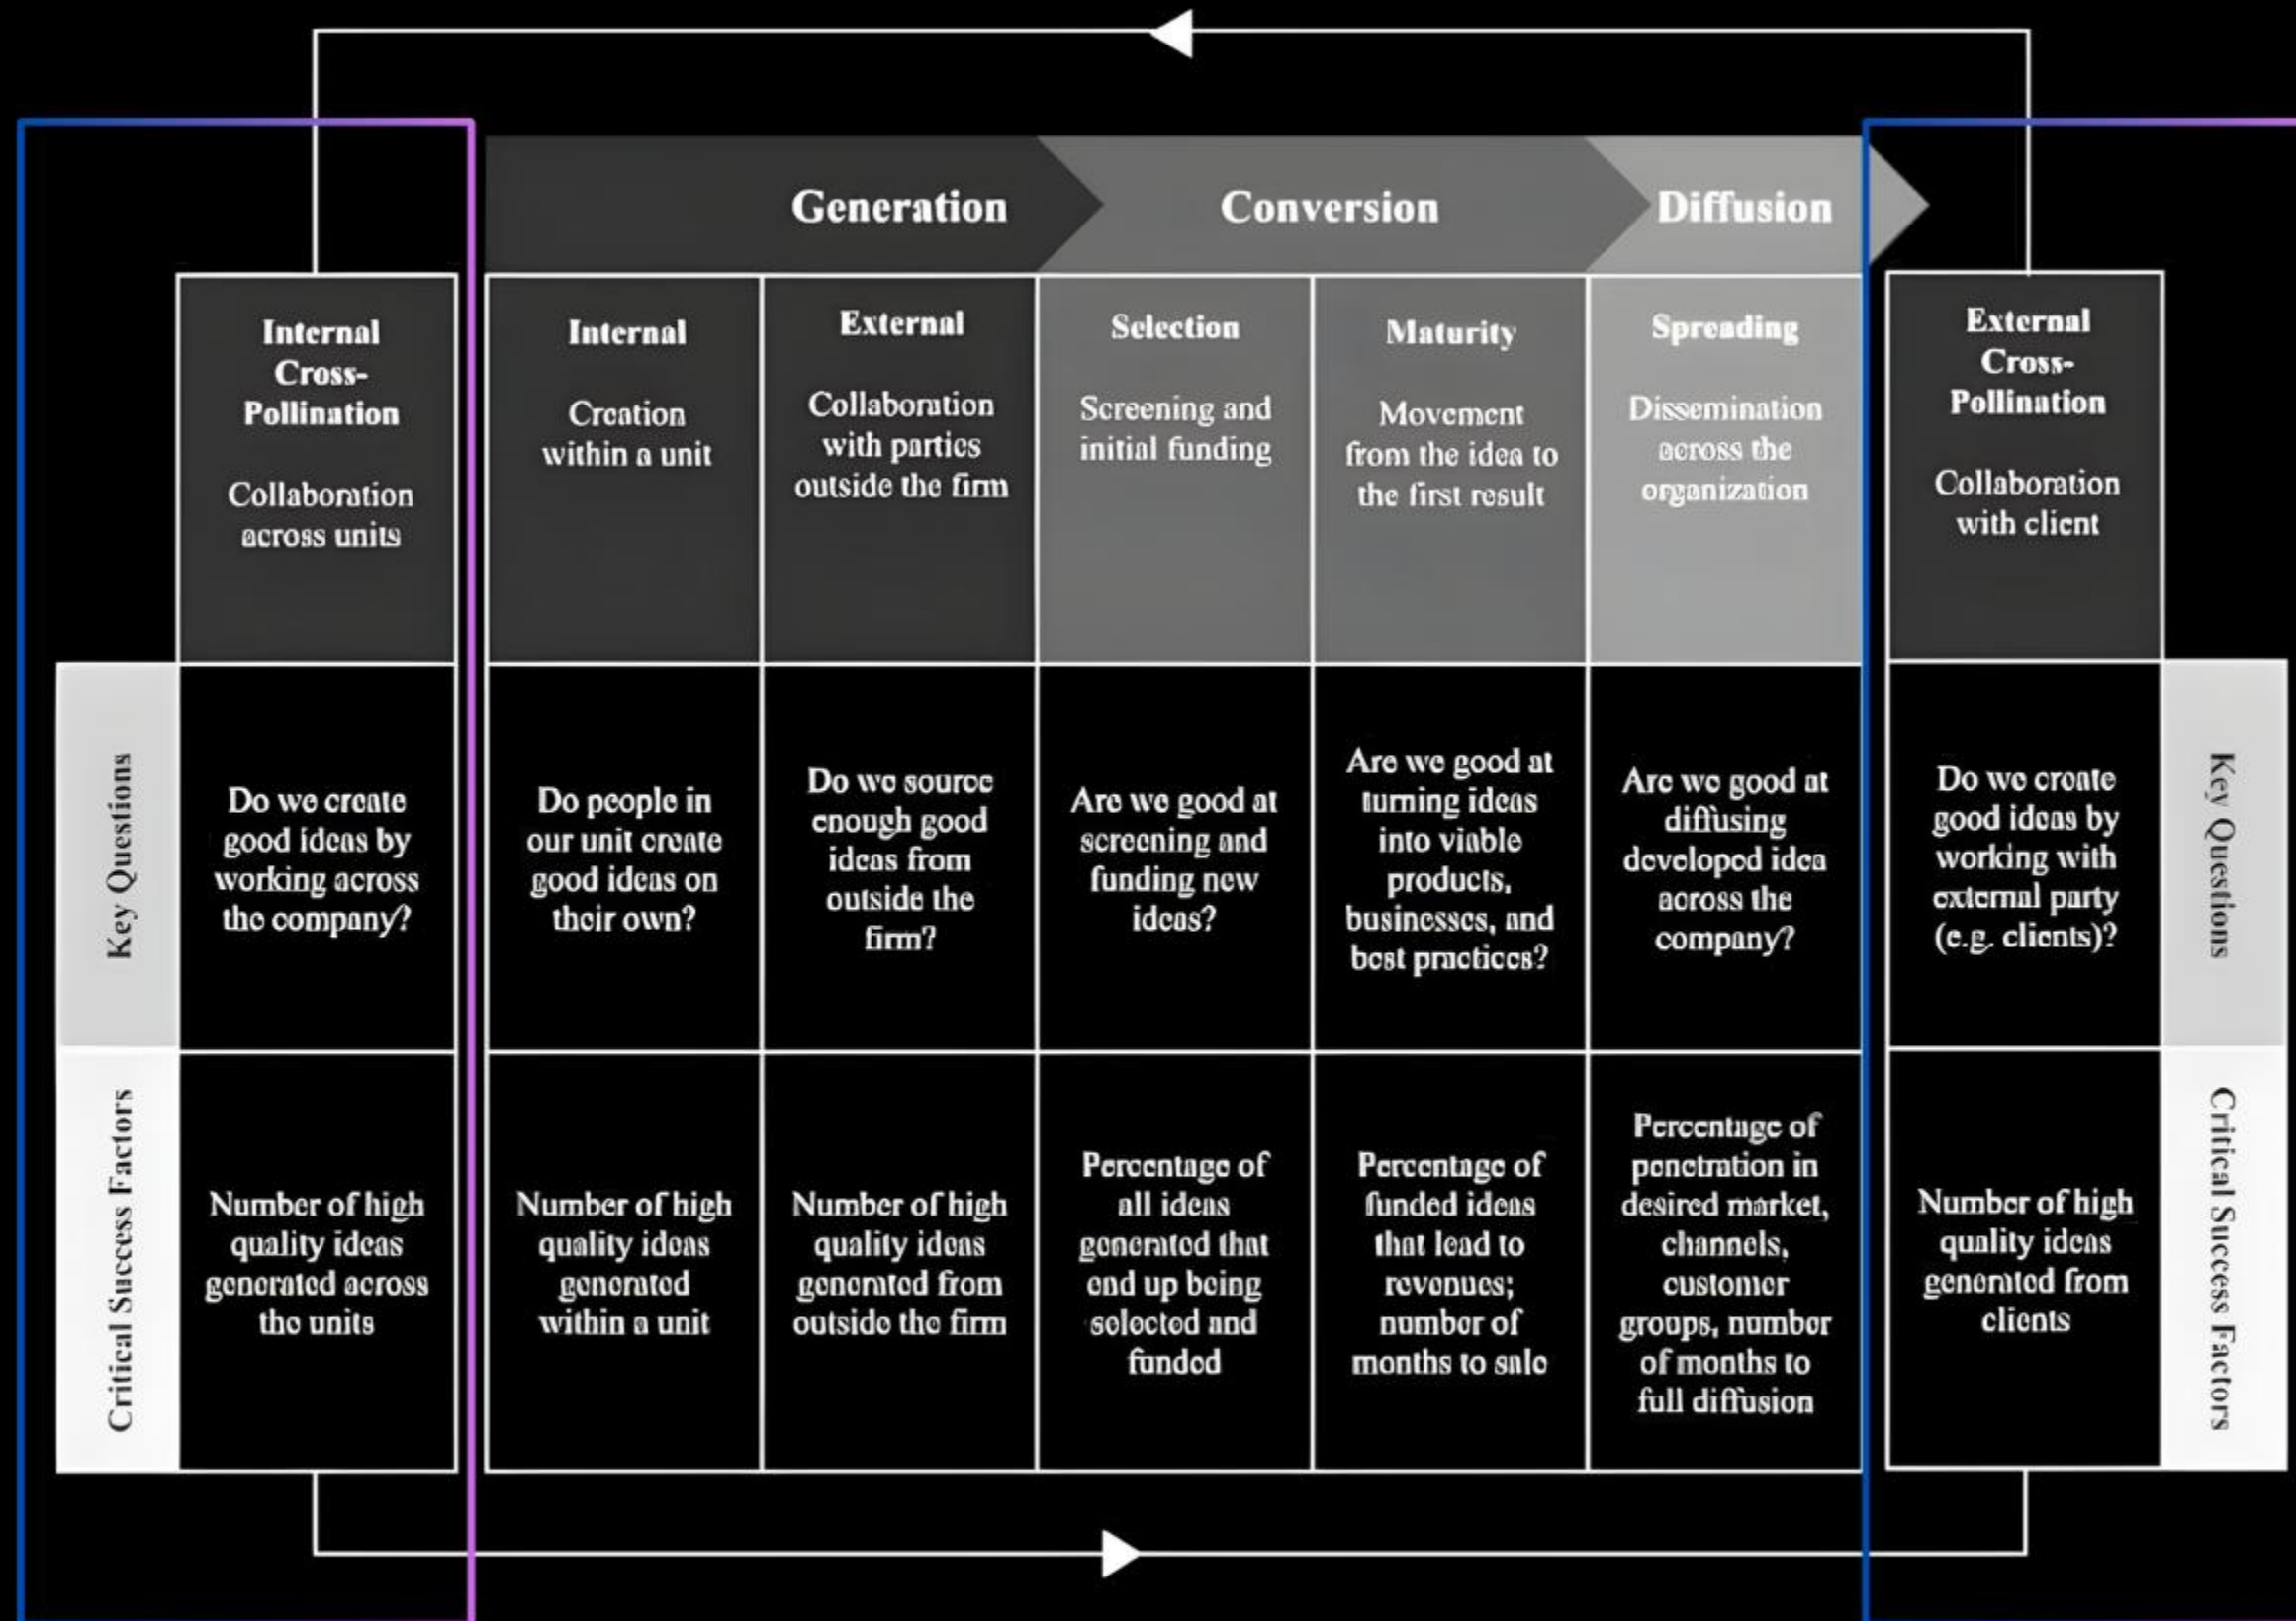 Generation
Conversion
Diffusion
Internal
Cross-
Pollination
Collaboration
across units
Internal
Creation
within a unit
External
Collaboration
with parties
outside the firm
Selection
Screening and
initial funding
Maturity
Movement
from the idea to
the first result
Spreading
Dissemination
across the
organization
External
Cross-
Pollination
Collaboration
with client
Key Questions
Do we create
good ideas by
working across
the company?
Do people in
our unit create
good ideas on
their own?
Do we source
enough good
ideas from
outside the
firm?
Are we good at
screening and
funding new
ideas?
Are we good at
turning ideas
into viable
products,
businesses, and
best practices?
Are we good at
diffusing
developed idea
across the
company?
Do we create
good ideas by
working with
external party
(e.g. clients)?
Key Questions
Critical Success Factors
Number of high
quality ideas
generated across
the units
Number of high
quality ideas
generated
within a unit
Number of high
quality ideas
generated from
outside the firm
Percentage of
all ideas
generated that
end up being
selected and
funded
Percentage of
funded ideas
that lead to
revenues;
number of
months to sale
Percentage of
penetration in
desired market,
channels,
customer
groups, number
of months to
full diffusion
Number of high
quality ideas
generated from
clients
Critical Success Factors